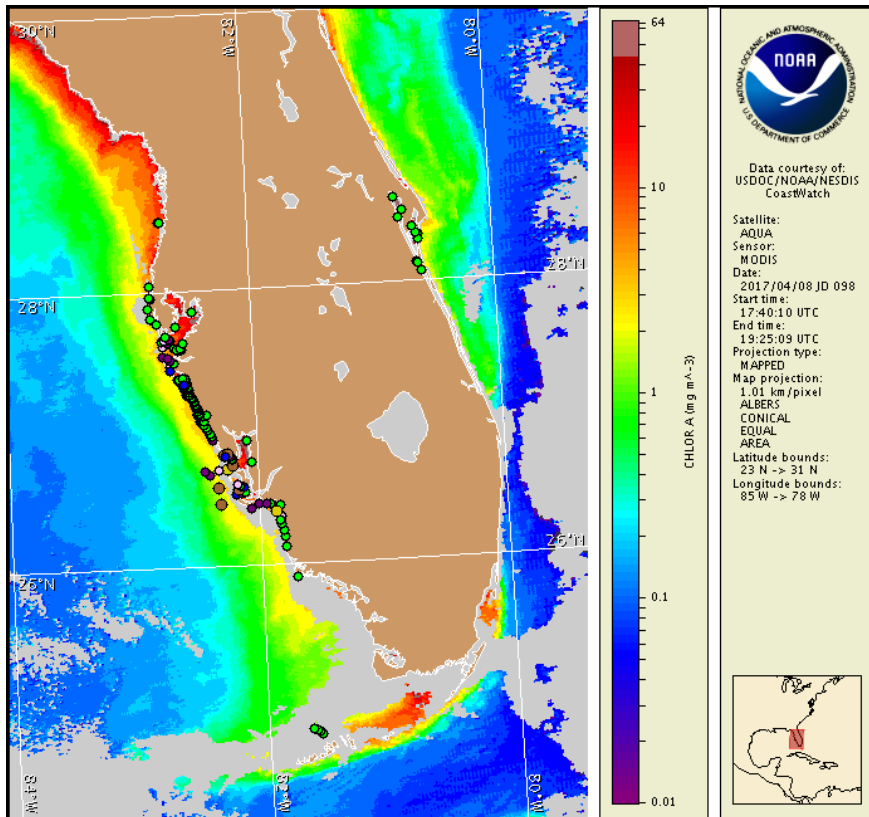 30°N
82°W
80°W
28°N
28°N
26°N
26°N
84°W
82°W
80°W
64
10
1
0.1
0.01
CHLOR A (mg m^-3)
NATIONAL OCEANIC AND ATMOSPHERIC ADMINISTRATION
NOAA
U.S. DEPARTMENT OF COMMERCE
Data courtesy of:
USDOC/NOAA/NESDIS
CoastWatch
Satellite:
AQUA
Sensor:
MODIS
Date:
2017/04/08 JD 098
Start time:
17:40:10 UTC
End time:
19:25:09 UTC
Projection type:
MAPPED
Map projection:
1.01 km/pixel
ALBERS
CONICAL
EQUAL
AREA
Latitude bounds:
23 N -> 31 N
Longitude bounds:
85 W -> 78 W